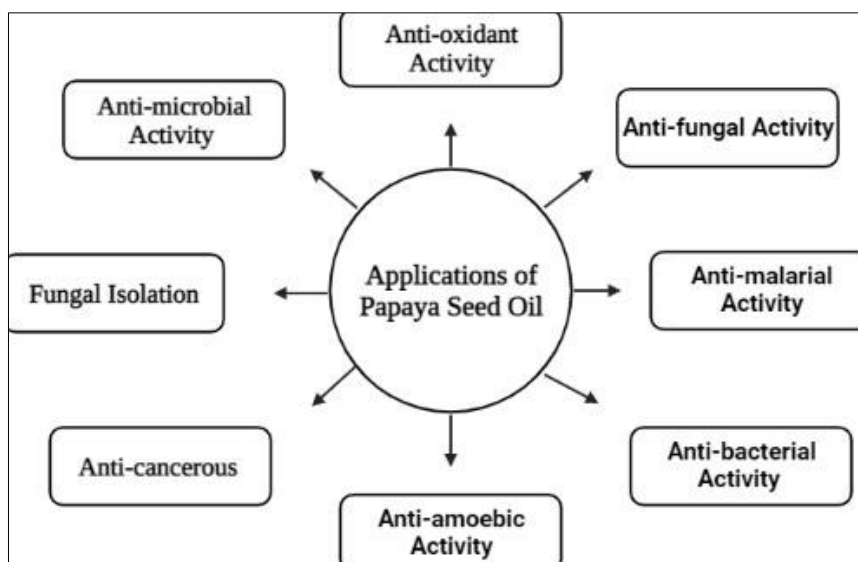 Anti-oxidant
Activity
Anti-microbial
Activity
Anti-fungal Activity
Fungal Isolation
Applications of
Papaya Seed Oil
Anti-malarial
Activity
Anti-cancerous
Anti-bacterial
Activity
Anti-amoebic
Activity